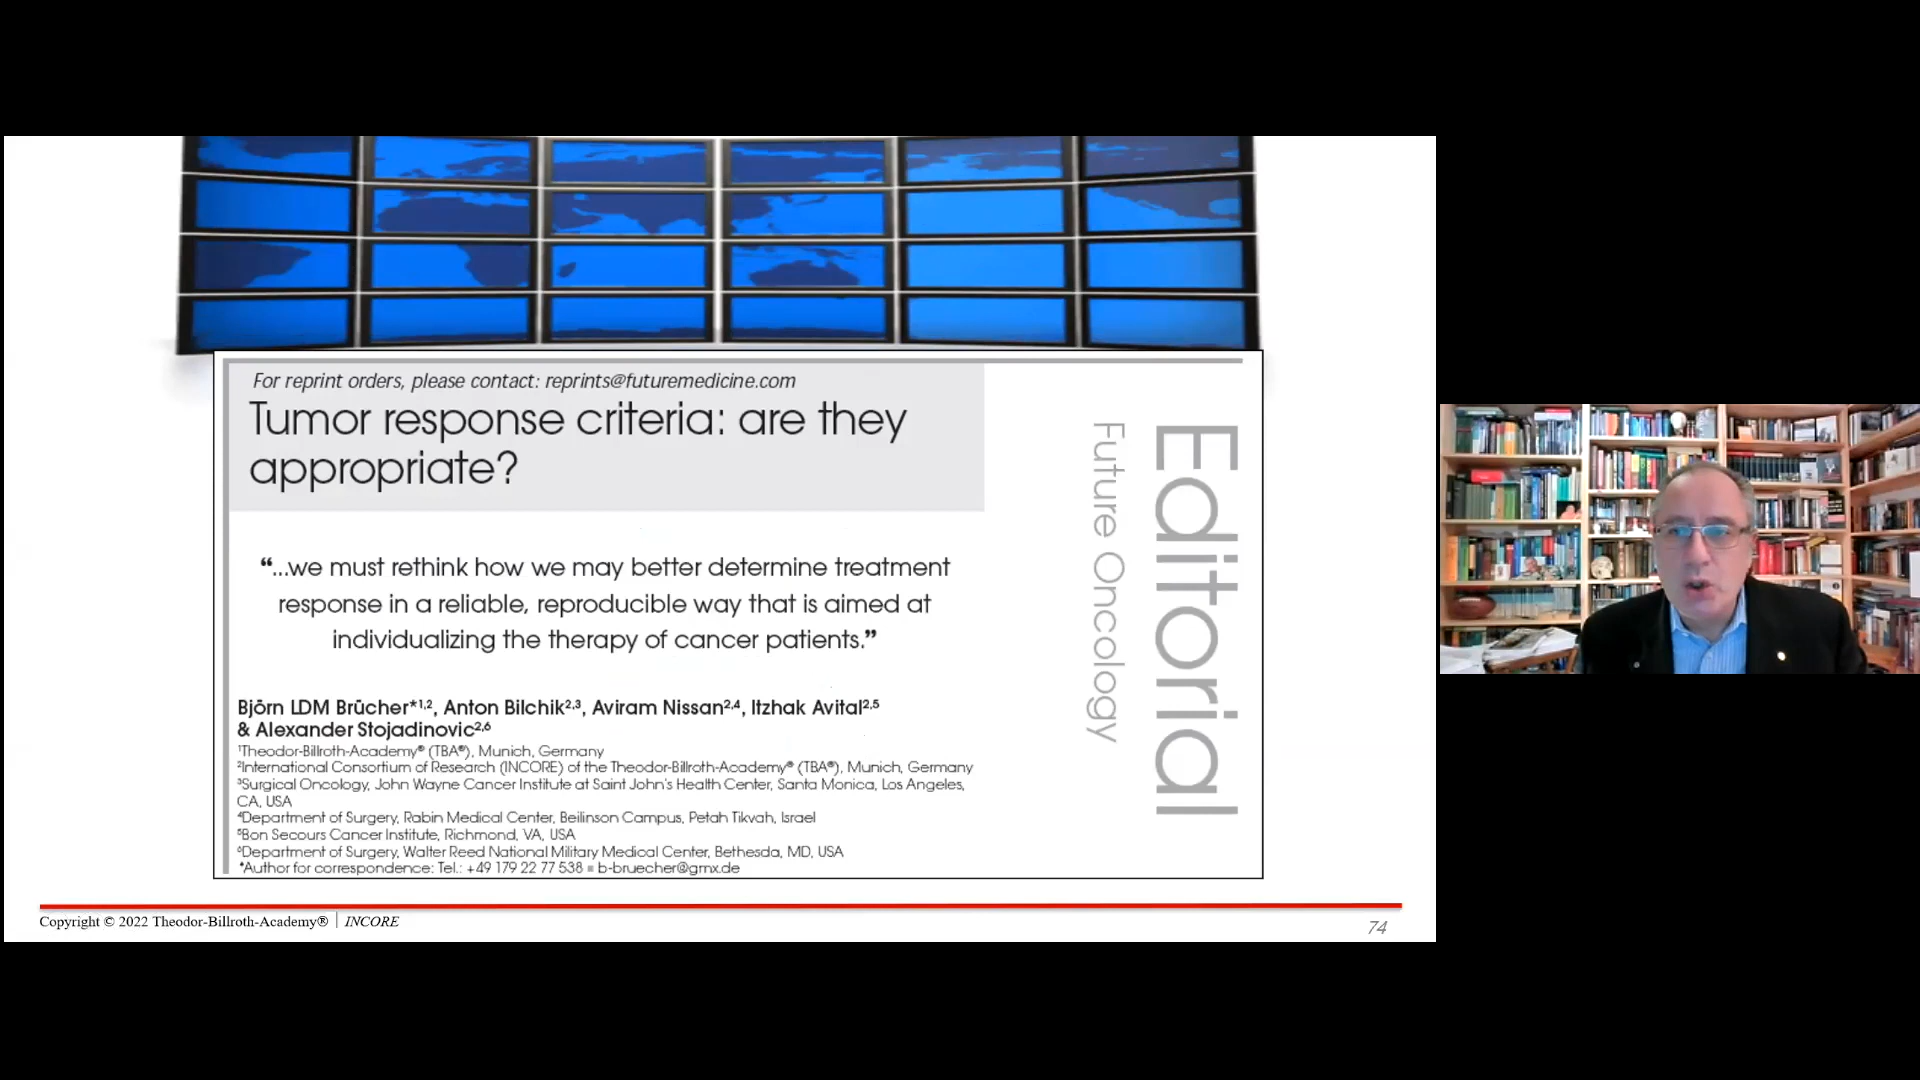 For reprint orders, please contact: reprints@futuremedicine.com
Tumor response criteria: are they
appropriate?
“...we must rethink how we may better determine treatment
response in a reliable, reproducible way that is aimed at
individualizing the therapy of cancer patients.”
Björn LDM Brücher*1,2, Anton Bilchik2,3, Aviram Nissan2,4, Itzhak Avital2,5
& Alexander Stojadinovic2,6
1Theodor-Billroth-Academy® (TBA®), Munich, Germany
2International Consortium of Research (INCORE) of the Theodor-Billroth-Academy® (TBA®), Munich, Germany
3Surgical Oncology, John Wayne Cancer Institute at Saint John's Health Center, Santa Monica, Los Angeles,
CA, USA
4Department of Surgery, Rabin Medical Center, Beilinson Campus, Petah Tikvah, Israel
5Bon Secours Cancer Institute, Richmond, VA, USA
6Department of Surgery, Walter Reed National Military Medical Center, Bethesda, MD, USA
*Author for correspondence: Tel.: +49 179 22 77 538 ■ b-bruecher@gmx.de
Editorial
Future Oncology
Copyright © 2022 Theodor-Billroth-Academy® | INCORE
74